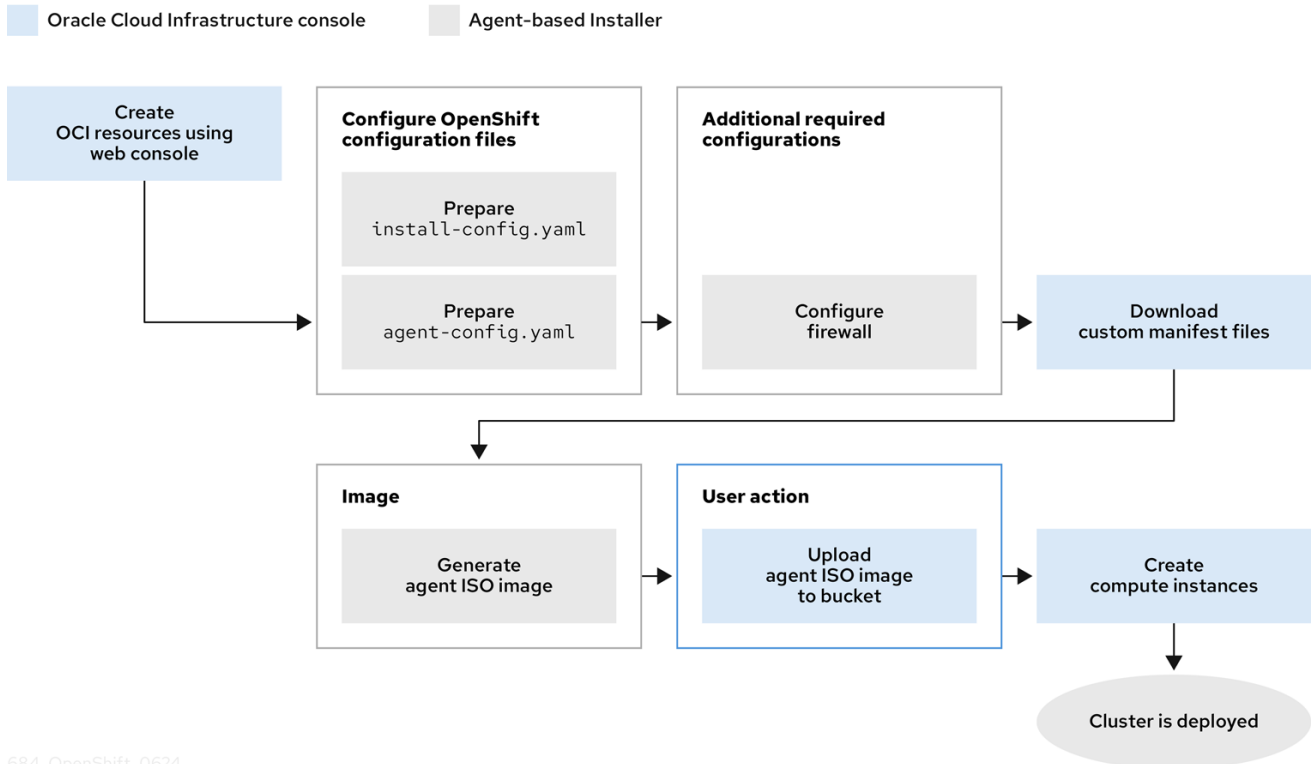 Oracle Cloud Infrastructure console
Agent-based Installer
Create
OCI resources using
web console
Configure OpenShift
configuration files
Prepare
install-config.yaml
Prepare
agent-config.yaml
Additional required
configurations
Configure
firewall
Download
custom manifest files
Image
Generate
agent ISO image
User action
Upload
agent ISO image
to bucket
Create
compute instances
Cluster is deployed
684_OpenShift_0624